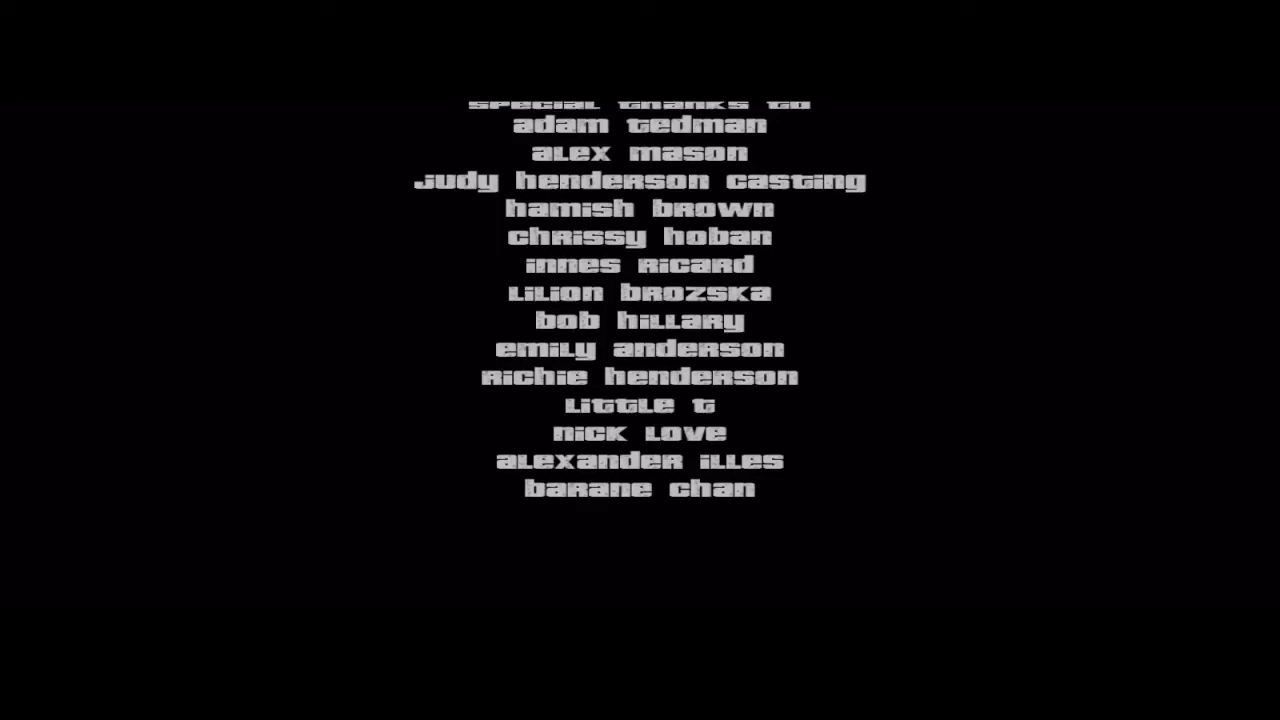 special thanks to
adam tedman
alex mason
judy henderson casting
hamish brown
chrissy hoban
innes ricard
lilion brozska
bob hillary
emily anderson
richie henderson
little t
nick love
alexander illes
barane chan